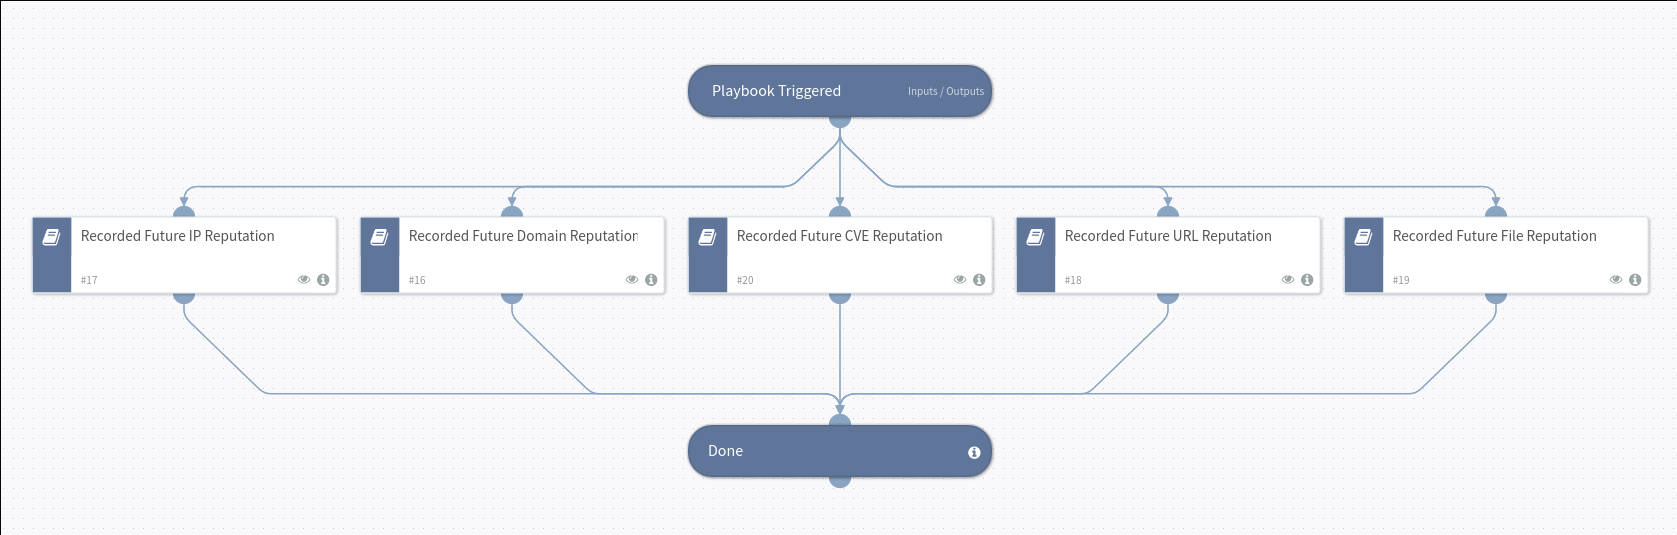 Playbook Triggered Inputs / Outputs
Recorded Future IP Reputation
#17
Recorded Future Domain Reputation
#16
Recorded Future CVE Reputation
#20
Recorded Future URL Reputation
#18
Recorded Future File Reputation
#19
Done